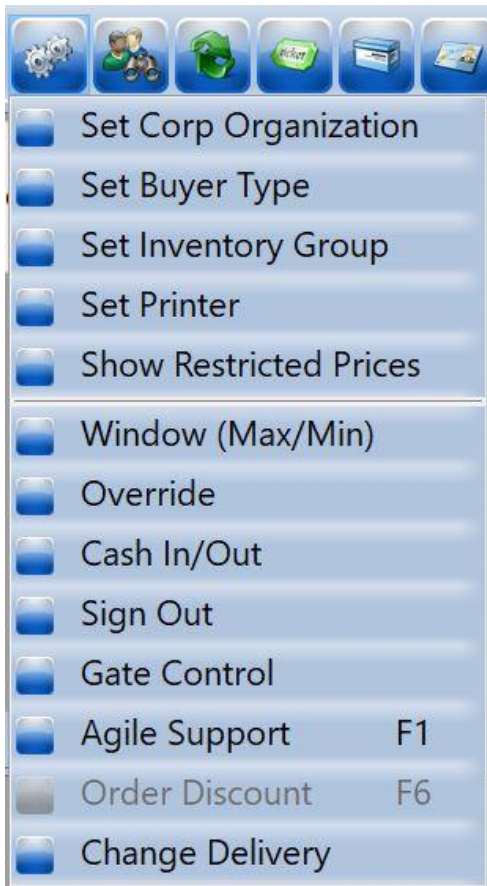 ticket
Set Corp Organization
Set Buyer Type
Set Inventory Group
Set Printer
Show Restricted Prices
Window (Max/Min)
Override
Cash In/Out
Sign Out
Gate Control
Agile Support F1
Order Discount F6
Change Delivery